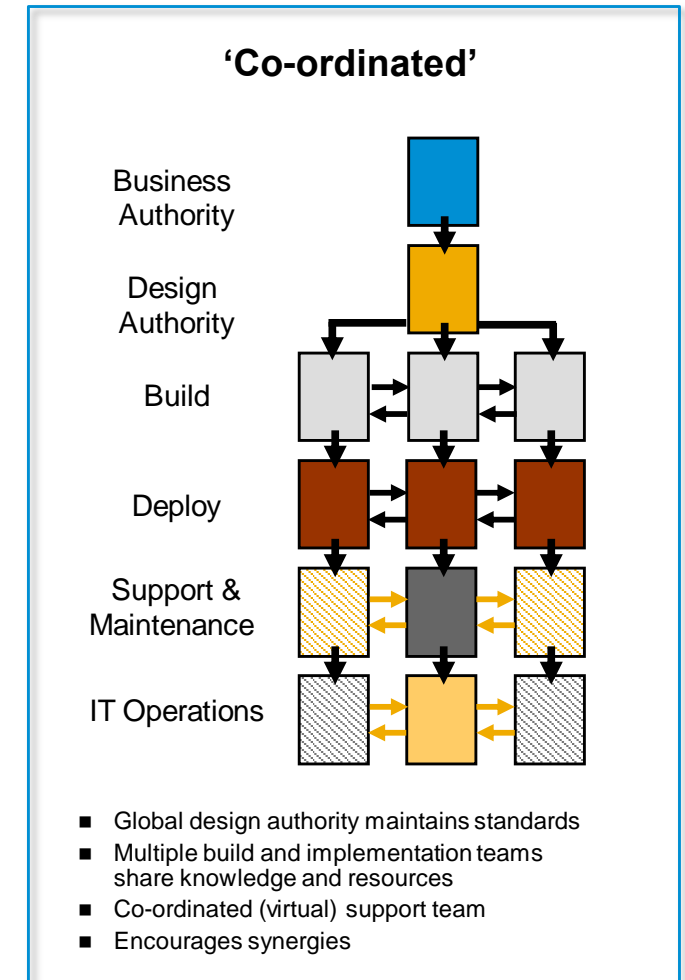 ‘Co-ordinated’
Business
Authority
Design
Authority
Build
Deploy
Support &
Maintenance
IT Operations
■ Global design authority maintains standards
■ Multiple build and implementation teams
share knowledge and resources
■ Co-ordinated (virtual) support team
■ Encourages synergies